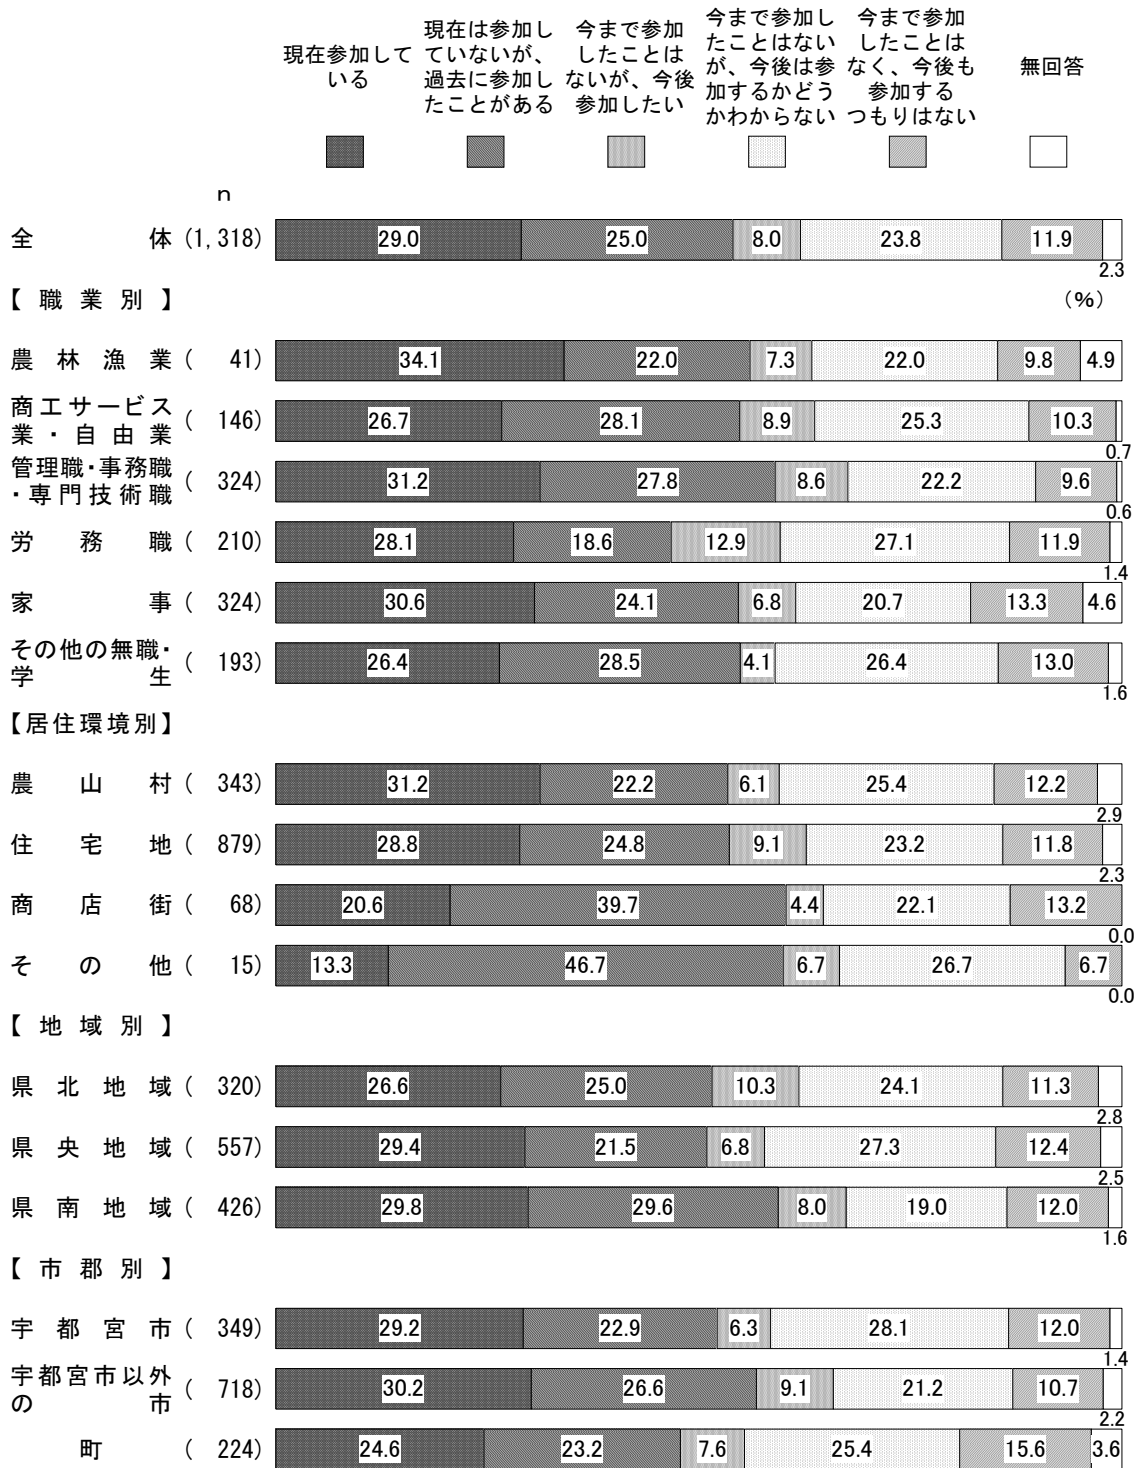 現在参加して
いる
現在は参加し
ていないが、
過去に参加し
たことがある
今まで参加
したことは
ないが、今後
参加したい
今まで参加し
たことはない
が、今後は参
加するかどう
かわからない
今まで参加
したことは
なく、今後も
参加する
つもりはない
無回答
n
全体 (1,318) 29.0 25.0 8.0 23.8 11.9 2.3
【職業別】 (%)
農林漁業 ( 41) 34.1 22.0 7.3 22.0 9.8 4.9
商工サービス
業・自由業 ( 146) 26.7 28.1 8.9 25.3 10.3 0.7
管理職・事務職
・専門技術職 ( 324) 31.2 27.8 8.6 22.2 9.6 0.6
労務職 ( 210) 28.1 18.6 12.9 27.1 11.9 1.4
家事 ( 324) 30.6 24.1 6.8 20.7 13.3 4.6
その他の無職・
学生 ( 193) 26.4 28.5 4.1 26.4 13.0 1.6
【居住環境別】
農山村 ( 343) 31.2 22.2 6.1 25.4 12.2 2.9
住宅地 ( 879) 28.8 24.8 9.1 23.2 11.8 2.3
商店街 ( 68) 20.6 39.7 4.4 22.1 13.2 0.0
その他 ( 15) 13.3 46.7 6.7 26.7 6.7 0.0
【地域別】
県北地域 ( 320) 26.6 25.0 10.3 24.1 11.3 2.8
県央地域 ( 557) 29.4 21.5 6.8 27.3 12.4 2.5
県南地域 ( 426) 29.8 29.6 8.0 19.0 12.0 1.6
【市郡別】
宇都宮市 ( 349) 29.2 22.9 6.3 28.1 12.0 1.4
宇都宮市以外
の市 ( 718) 30.2 26.6 9.1 21.2 10.7 2.2
町 ( 224) 24.6 23.2 7.6 25.4 15.6 3.6